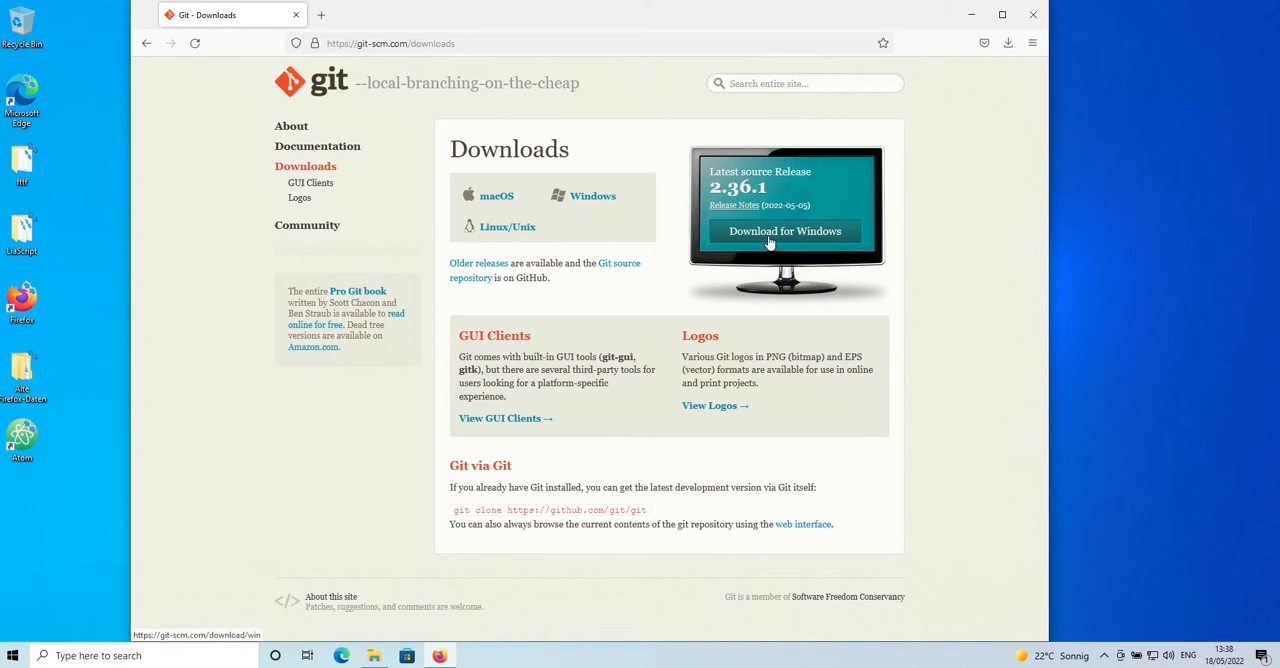 Git - Downloads
https://git-scm.com/downloads
Recycle Bin
Microsoft
Edge
ffff
LiaScript
Firefox
Alte
Firefox-Daten
Atom
git --local-branching-on-the-cheap
Search entire site...
About
Documentation
Downloads
GUI Clients
Logos
Community
The entire Pro Git book
written by Scott Chacon and
Ben Straub is available to read
online for free. Dead tree
versions are available on
Amazon.com.
Downloads
macOS
Windows
Linux/Unix
Older releases are available and the Git source
repository is on GitHub.
Latest source Release
2.36.1
Release Notes (2022-05-05)
Download for Windows
GUI Clients
Git comes with built-in GUI tools (git-gui,
gitk), but there are several third-party tools for
users looking for a platform-specific
experience.
View GUI Clients →
Logos
Various Git logos in PNG (bitmap) and EPS
(vector) formats are available for use in online
and print projects.
View Logos →
Git via Git
If you already have Git installed, you can get the latest development version via Git itself:
git clone https://github.com/git/git
You can also always browse the current contents of the git repository using the web interface.
</> About this site
Patches, suggestions, and comments are welcome.
Git is a member of Software Freedom Conservancy
https://git-scm.com/download/win
Type here to search
22°C Sonnig
ENG
13:38
18/05/2022
1